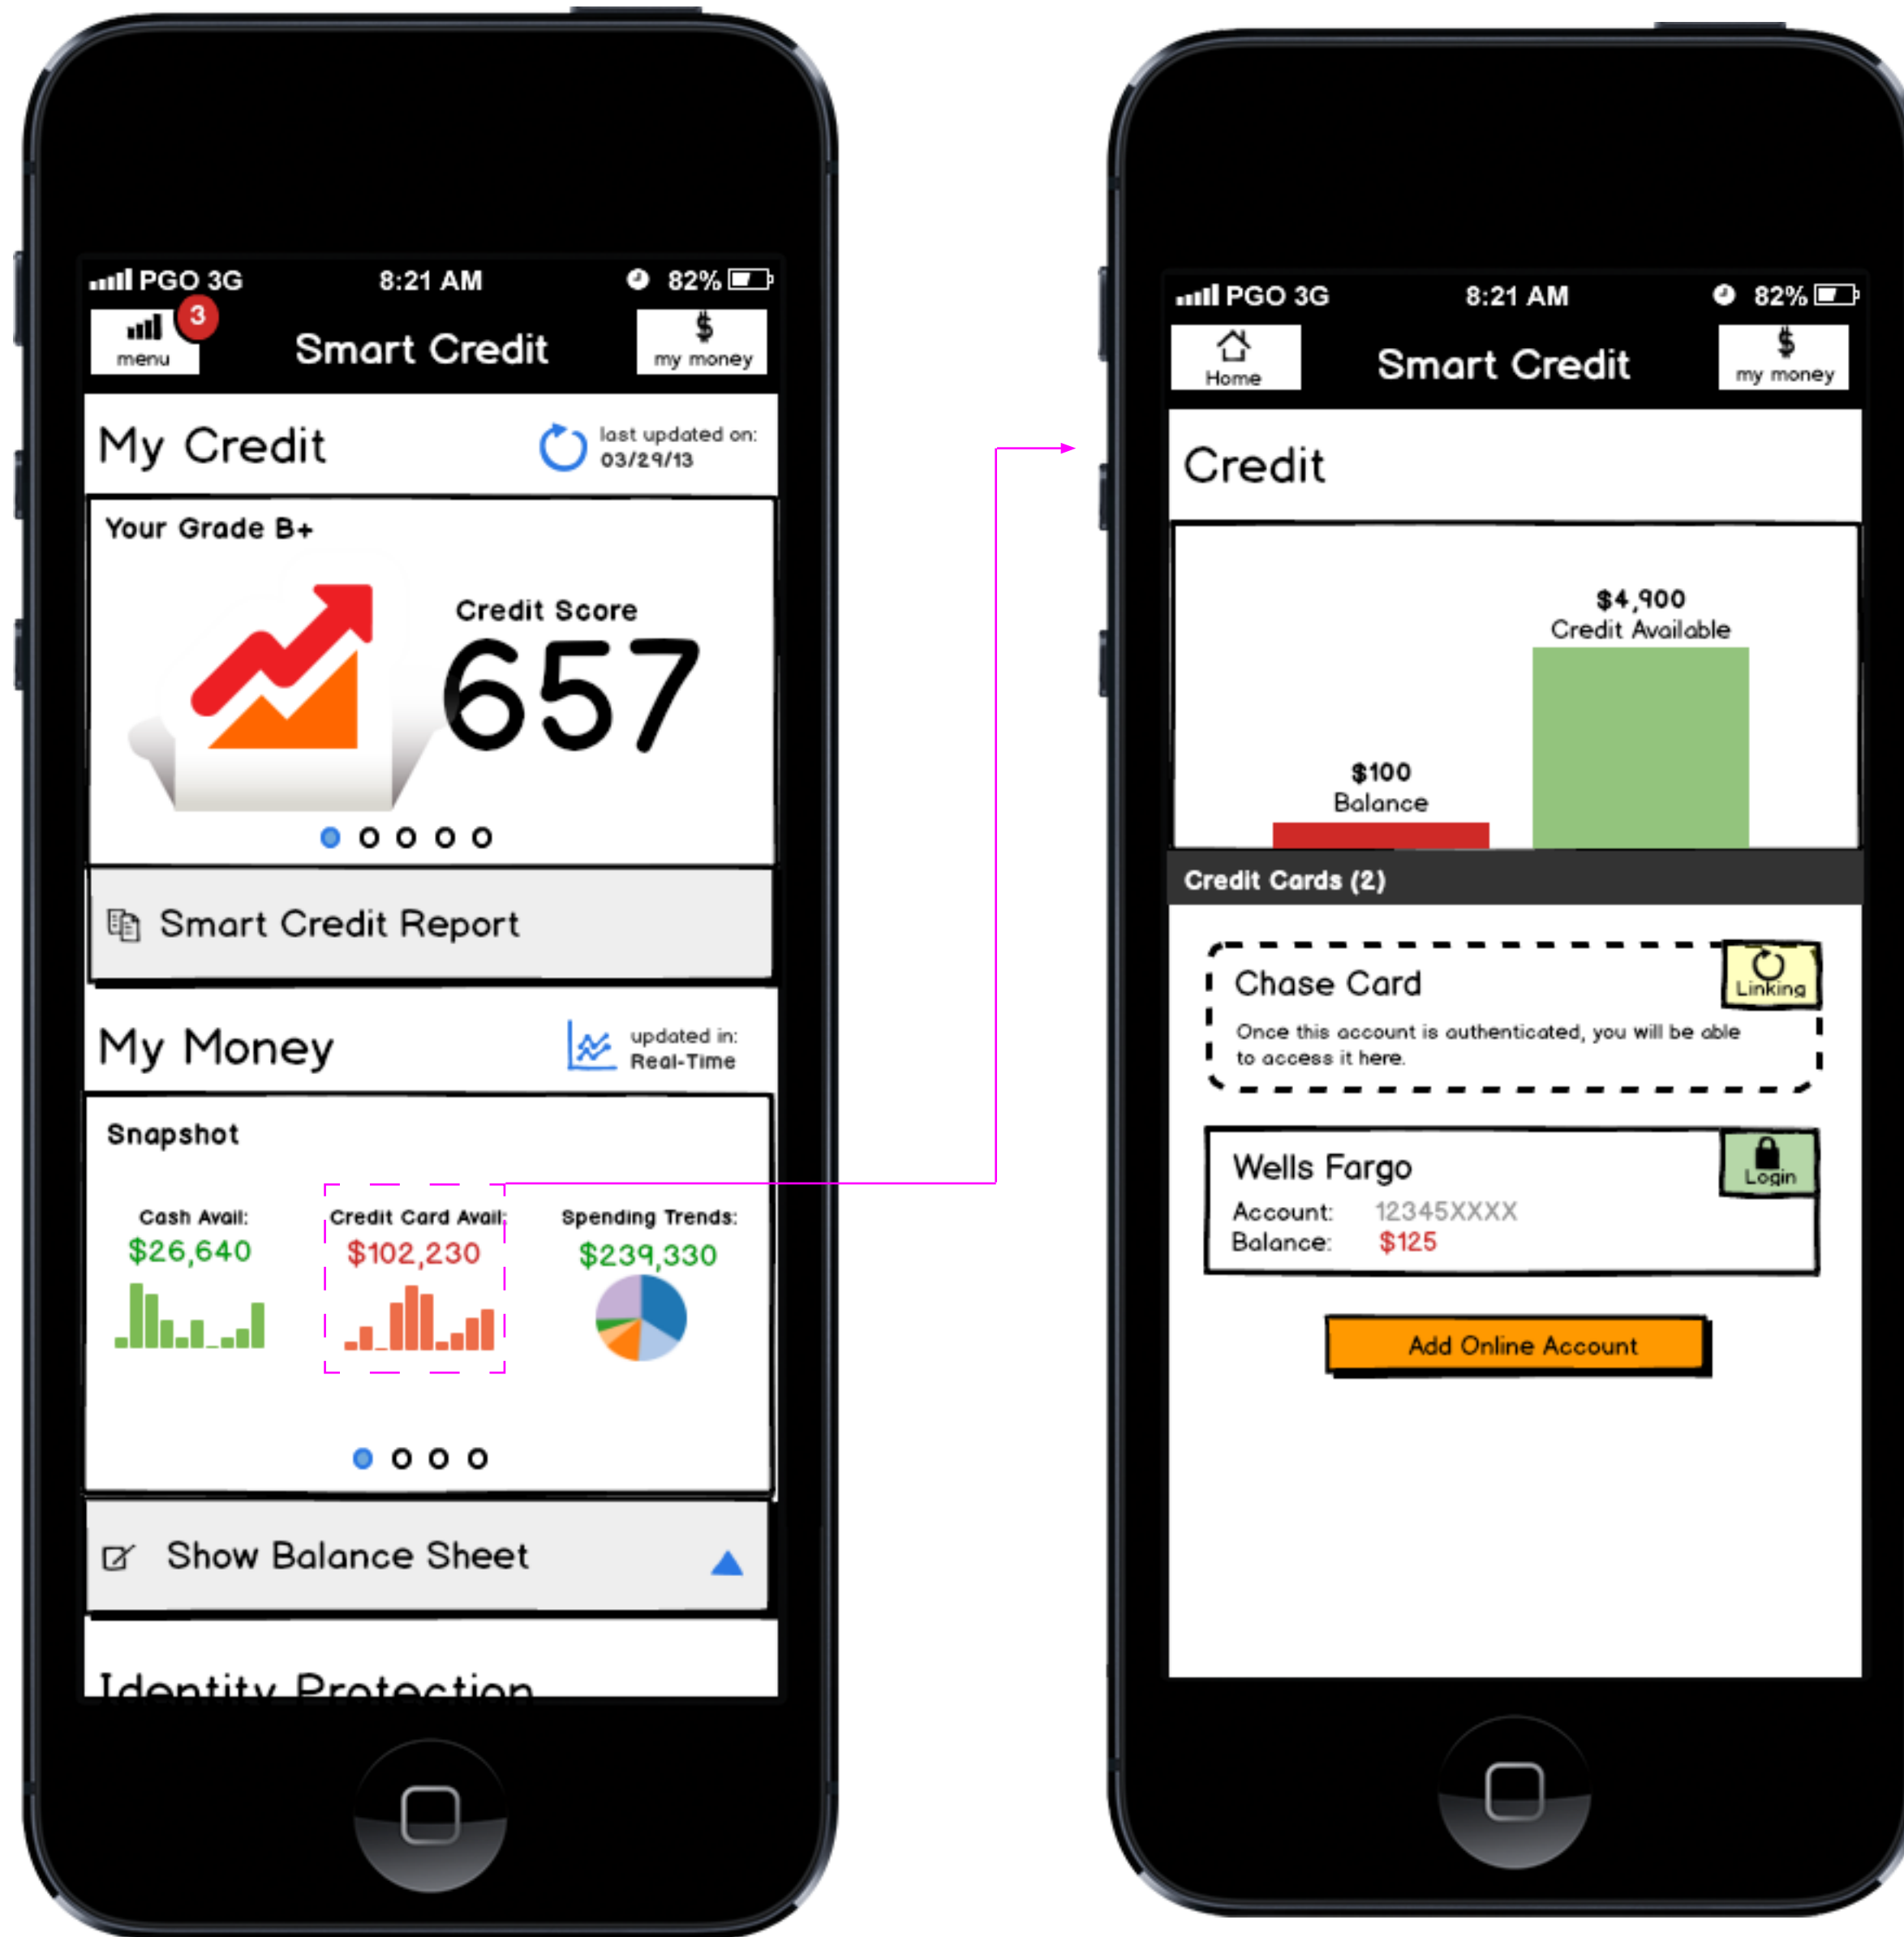 PGO 3G 8:21 AM 82%
menu 3 Smart Credit $ my money
My Credit
last updated on:
03/29/13
Your Grade B+
Credit Score
657
Smart Credit Report
My Money
updated in:
Real-Time
Snapshot
Cash Avail:
$26,640
Credit Card Avail:
$102,230
Spending Trends:
$239,330
Show Balance Sheet
Identity Protection
PGO 3G 8:21 AM 82%
Home Smart Credit $ my money
Credit
$4,900
Credit Available
$100
Balance
Credit Cards (2)
Chase Card
Linking
Once this account is authenticated, you will be able
to access it here.
Wells Fargo
Login
Account: 12345XXXX
Balance: $125
Add Online Account